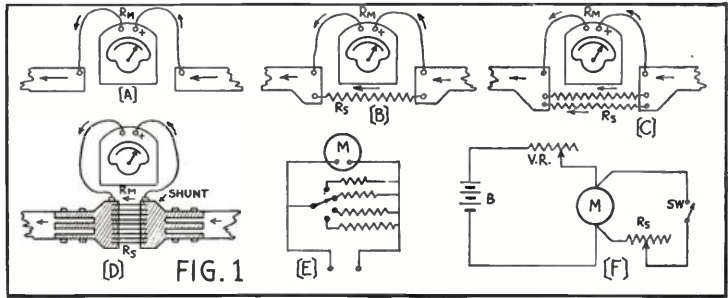 RM
+
[A]
RM
+
RS
[B]
RM
+
RS
[C]
+
RM
SHUNT
RS
[D]
FIG. 1
M
[E]
V.R.
B
M
RS
SW
[F]